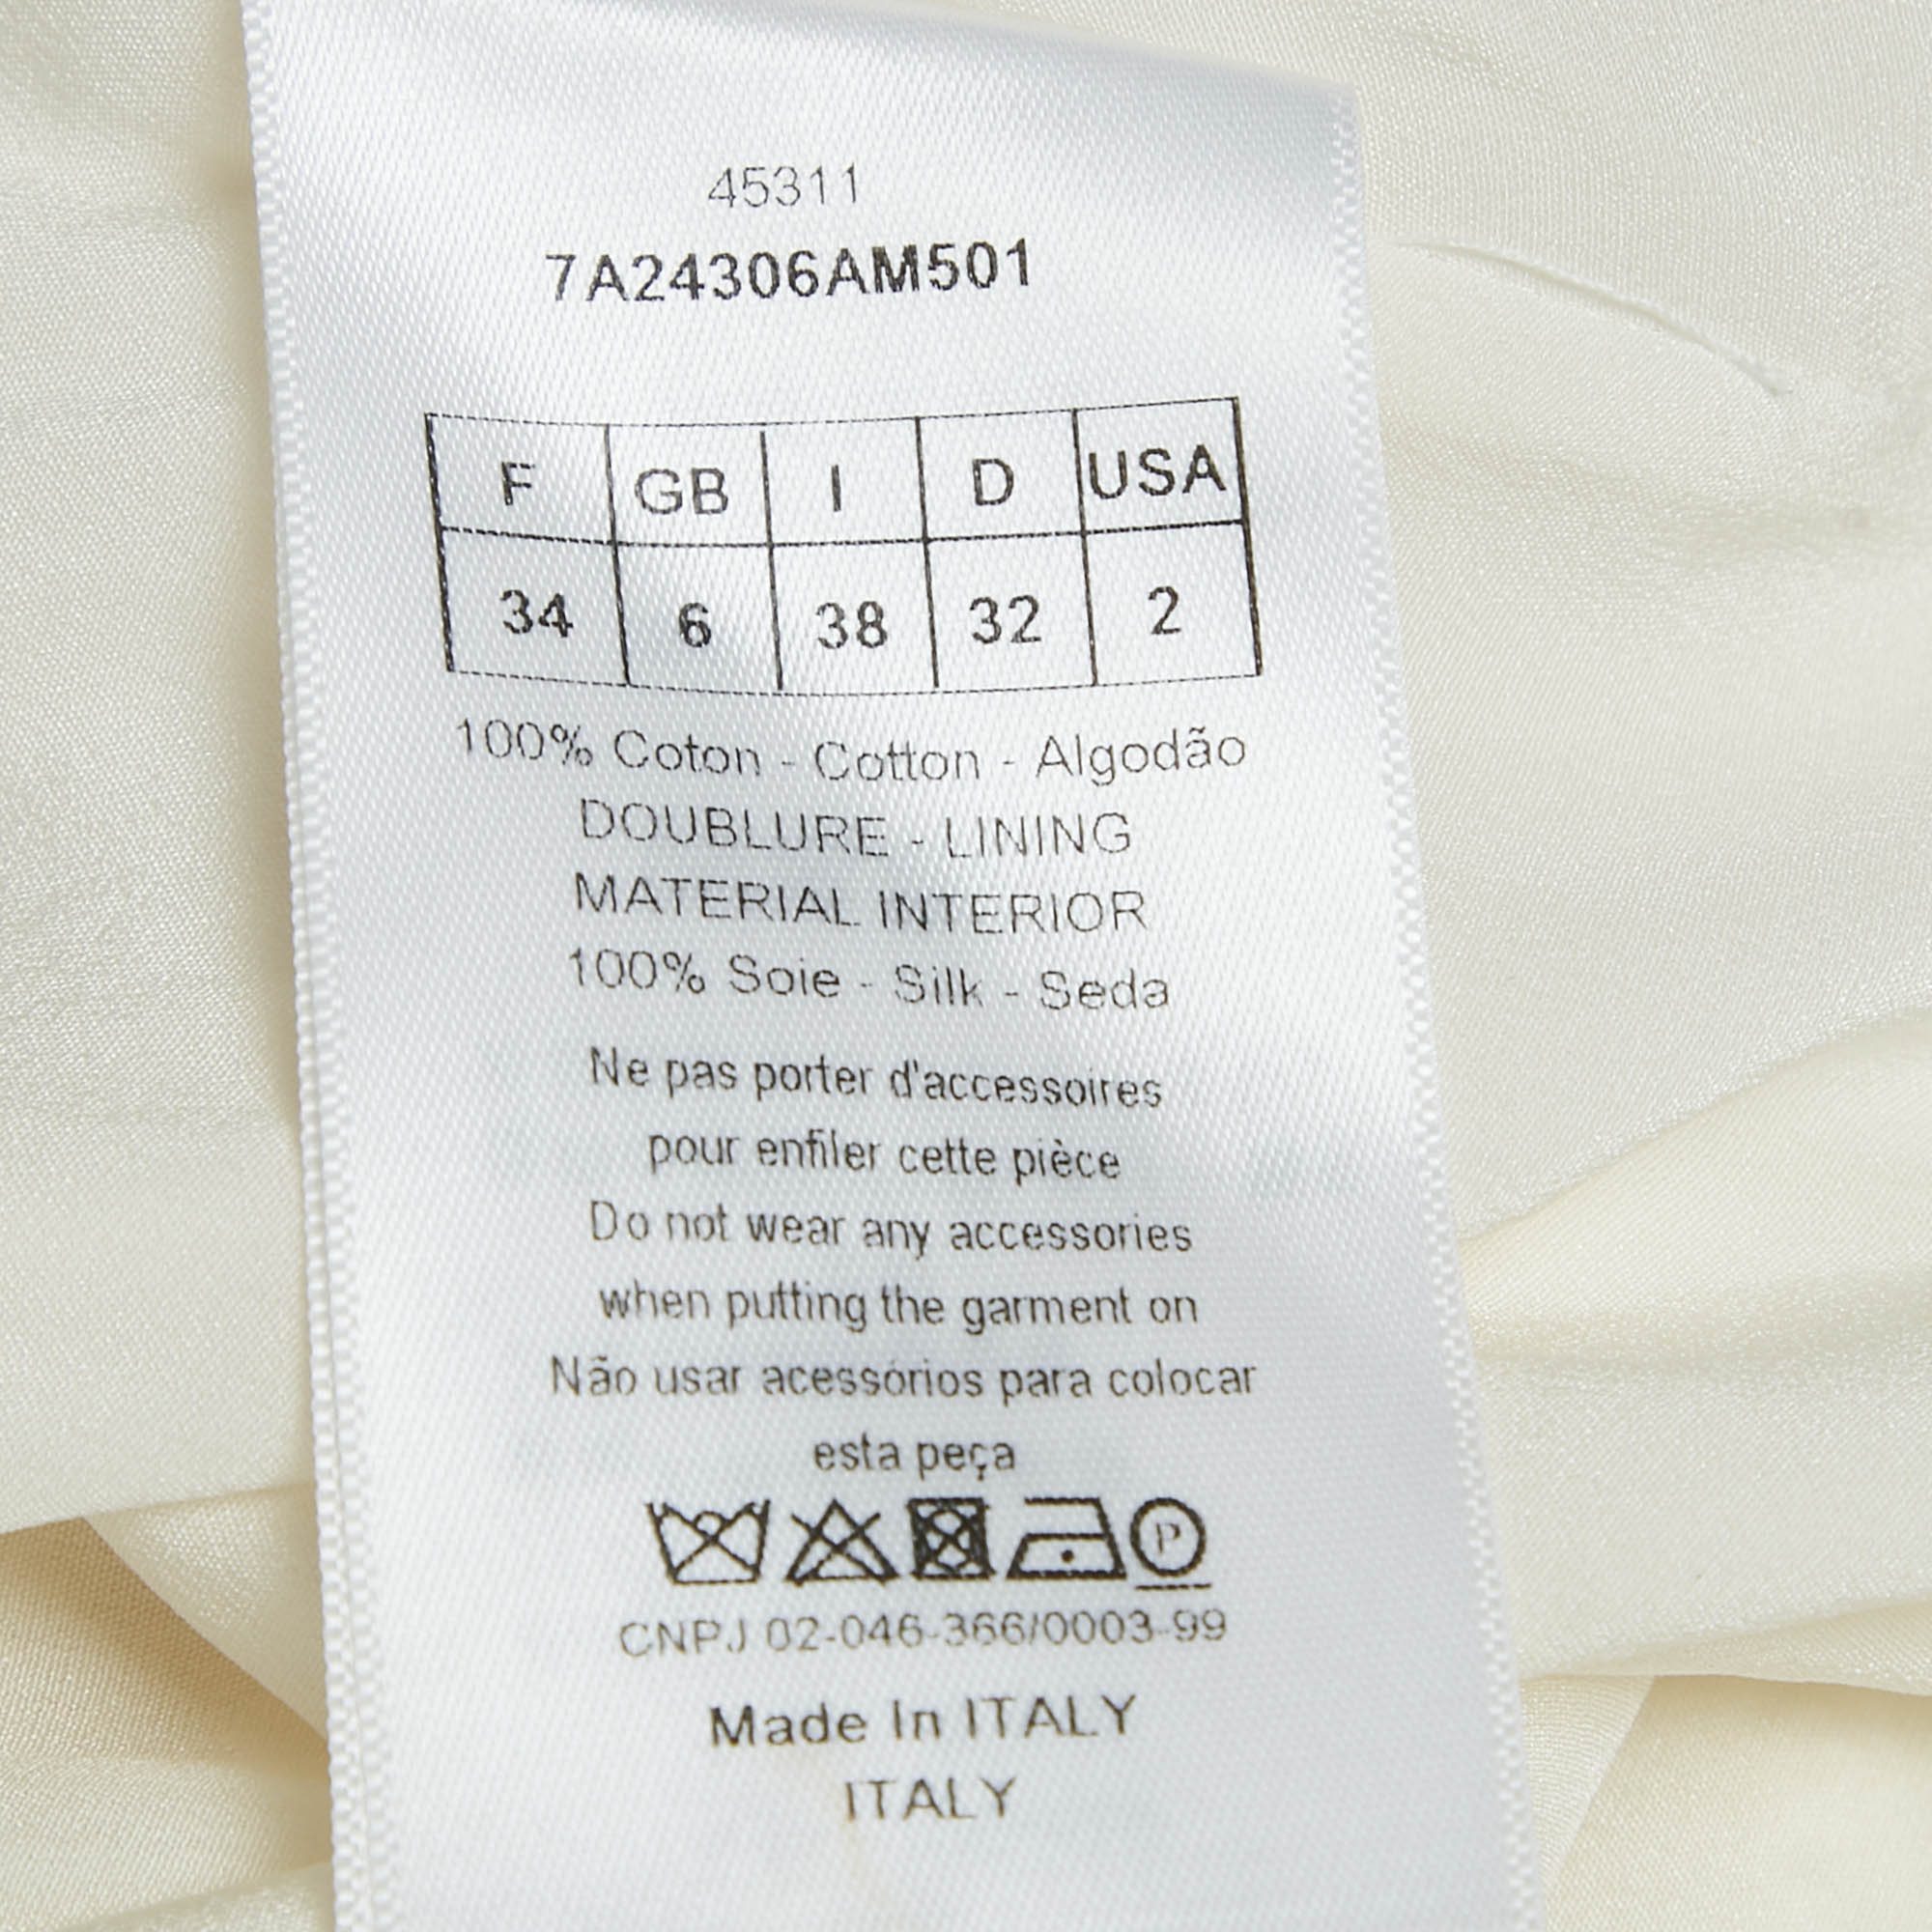 45311
7A24306AM501
F GB I D USA
34 6 38 32 2
100% Coton - Cotton - Algodão
DOUBLURE - LINING
MATERIAL INTERIOR
100% Soie - Silk - Seda
Ne pas porter d'accessoires
pour enfiler cette pièce
Do not wear any accessories
when putting the garment on
Não usar acessórios para colocar
esta peça
P
CNPJ 02-046-366/0003-99
Made In ITALY
ITALY